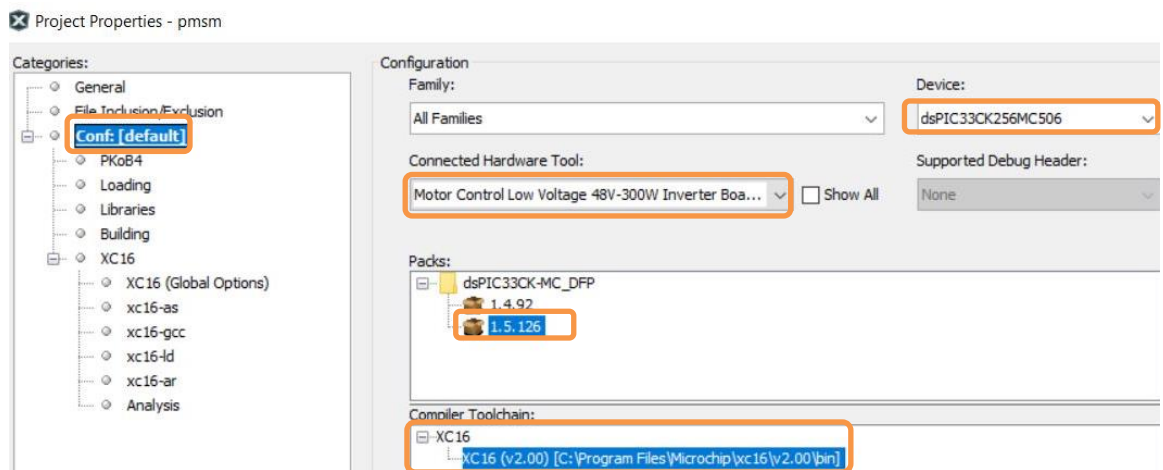 Project Properties - pmsm
Categories:
General
File Inclusion/Exclusion
Conf: [default]
PKoB4
Loading
Libraries
Building
XC16
XC16 (Global Options)
xc16-as
xc16-gcc
xc16-ld
xc16-ar
Analysis
Configuration
Family:
All Families
Device:
dsPIC33CK256MC506
Connected Hardware Tool:
Motor Control Low Voltage 48V-300W Inverter Boa...
Show All
Supported Debug Header:
None
Packs:
dsPIC33CK-MC_DFP
1.4.92
1.5.126
Compiler Toolchain:
XC16
XC16 (v2.00) [C:\Program Files\Microchip\xc16\v2.00\bin]